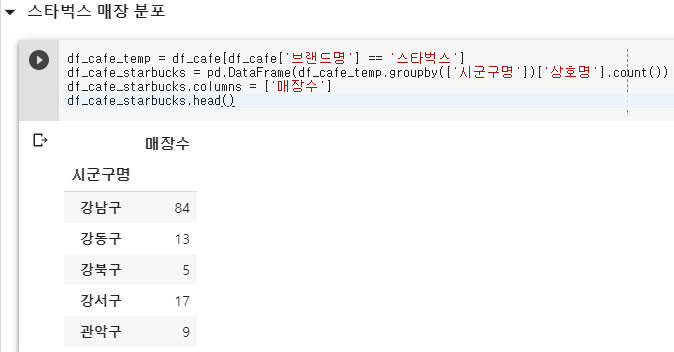 스타벅스 매장 분포
df_cafe_temp = df_cafe[df_cafe['브랜드명'] == '스타벅스']
df_cafe_starbucks = pd.DataFrame(df_cafe_temp.groupby(['시군구명'])['상호명'].count())
df_cafe_starbucks.columns = ['매장수']
df_cafe_starbucks.head()
매장수
시군구명
강남구 84
강동구 13
강북구 5
강서구 17
관악구 9